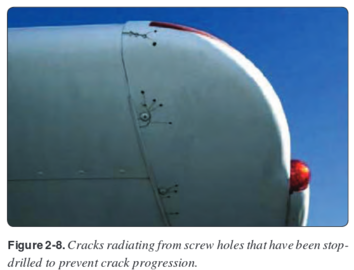 Figure 2-8. Cracks radiating from screw holes that have been stop-
drilled to prevent crack progression.